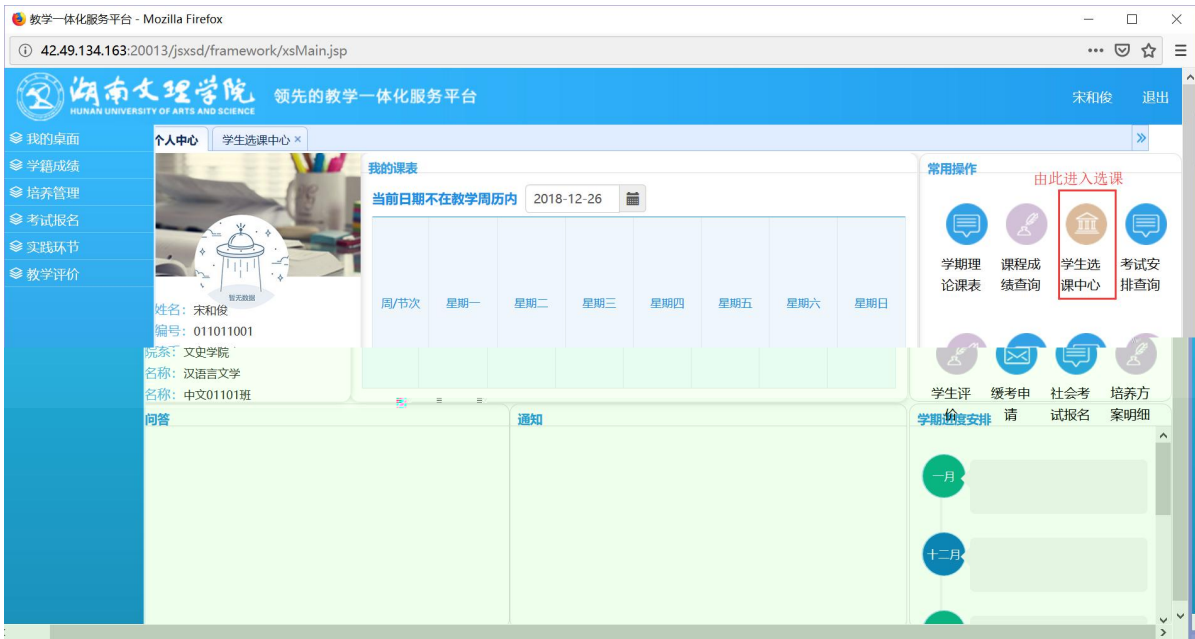 教学一体化服务平台 - Mozilla Firefox
42.49.134.163:20013/jsxsd/framework/xsMain.jsp
湖南文理学院
HUNAN UNIVERSITY OF ARTS AND SCIENCE
领先的教学一体化服务平台
宋和俊 退出
我的桌面
学籍成绩
培养管理
考试报名
实践环节
教学评价
个人中心 学生选课中心 ×
暂无数据
姓名：宋和俊
编号：011011001
院系：文史学院
名称：汉语言文学
名称：中文01101班
我的课表
当前日期不在教学周历内 2018-12-26
周/节次 星期一 星期二 星期三 星期四 星期五 星期六 星期日
常用操作
由此进入选课
学期理论课表
课程成绩查询
学生选课中心
考试安排查询
学生评价
缓考申请
社会考试报名
培养方案明细
问答
通知
学期进度安排
一月
十二月